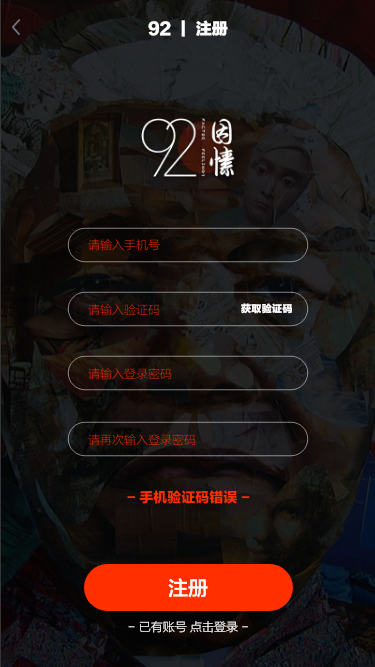 92 | 注册
92 因愫
请输入手机号
请输入验证码 获取验证码
请输入登录密码
请再次输入登录密码
– 手机验证码错误 –
注册
– 已有账号 点击登录 –